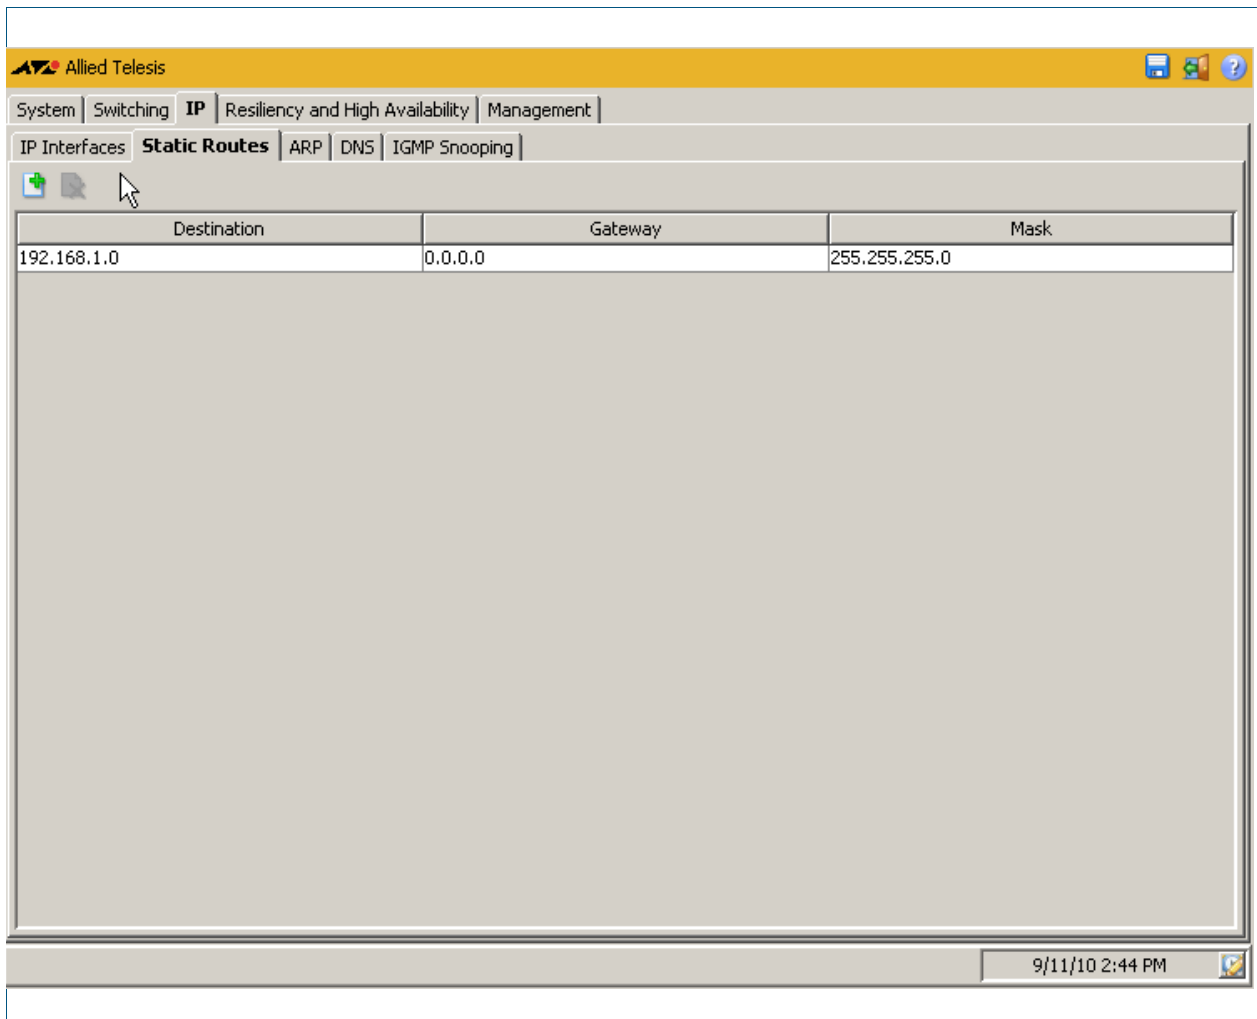 Allied Telesis
System Switching IP Resiliency and High Availability Management
IP Interfaces Static Routes ARP DNS IGMP Snooping
Destination Gateway Mask
192.168.1.0 0.0.0.0 255.255.255.0
9/11/10 2:44 PM